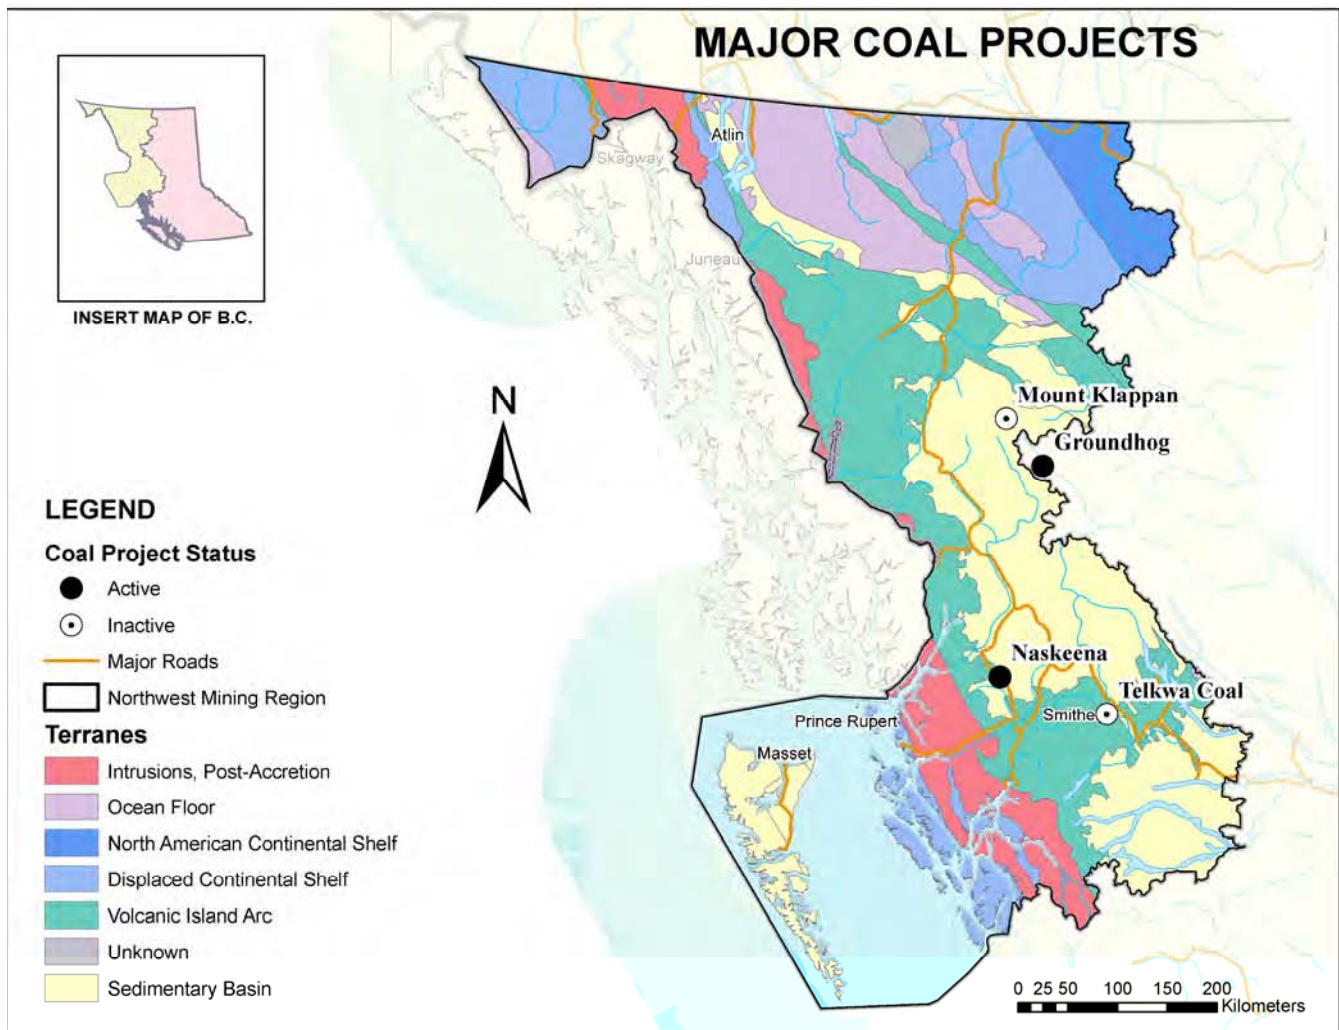 MAJOR COAL PROJECTS
Atlin
Skagway
Juneau
INSERT MAP OF B.C.
N
Mount Klappan
Groundhog
LEGEND
Coal Project Status
Active
Inactive
Major Roads
Northwest Mining Region
Terranes
Intrusions, Post-Accretion
Ocean Floor
North American Continental Shelf
Displaced Continental Shelf
Volcanic Island Arc
Unknown
Sedimentary Basin
Naskeena
Telkwa Coal
Smithe
Prince Rupert
Masset
0 25 50 100 150 200
Kilometers